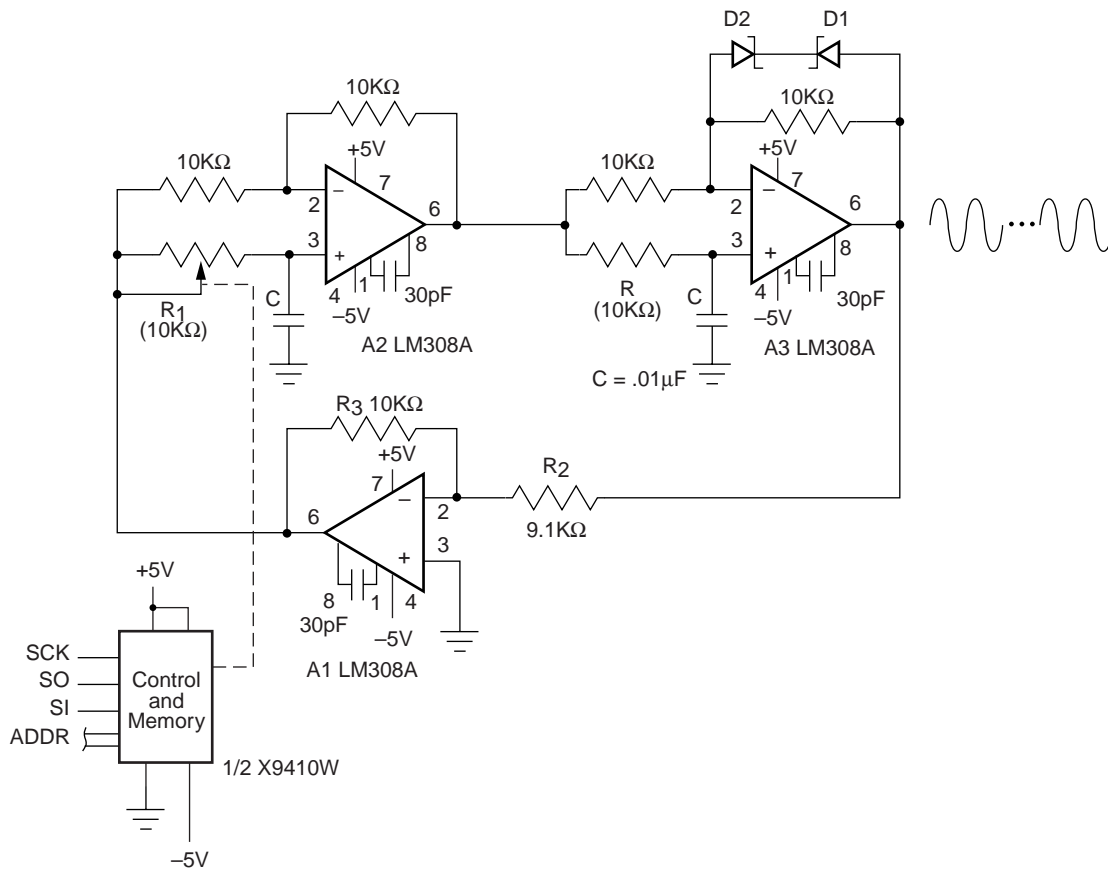 D2 D1
10KΩ
10KΩ
+5V
7
10KΩ
–
2
6
3
+
8
1
4
30pF
–5V
R1
(10KΩ)
C
A2 LM308A
10KΩ
+5V
7
–
2
6
3
+
8
1
4
30pF
–5V
R
(10KΩ)
C
A3 LM308A
C = .01µF
R3 10KΩ
+5V
7
–
2
6
3
+
8
1
4
30pF
–5V
R2
9.1KΩ
A1 LM308A
+5V
SCK
SO
SI
ADDR
Control
and
Memory
1/2 X9410W
–5V